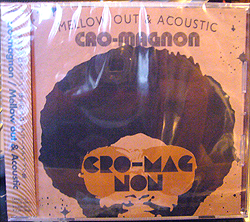 MELLOW OUT & ACOUSTIC
CRO-MAGNON
CRO-MAG
NON